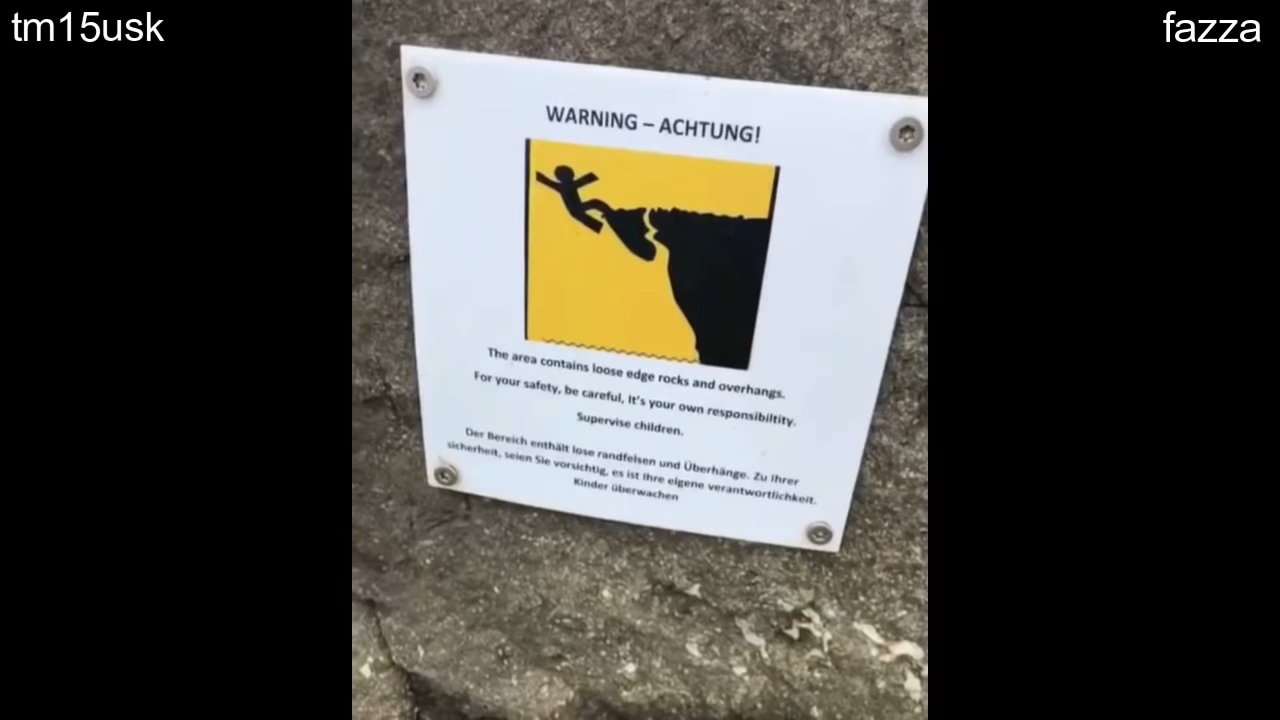 tm15usk
fazza
WARNING – ACHTUNG!
The area contains loose edge rocks and overhangs.
For your safety, be careful, It's your own responsibiltity.
Supervise children.
Der Bereich enthält lose randfelsen und Überhänge. Zu Ihrer
sicherheit, seien Sie vorsichtig, es ist Ihre eigene verantwortlichkeit.
Kinder überwachen